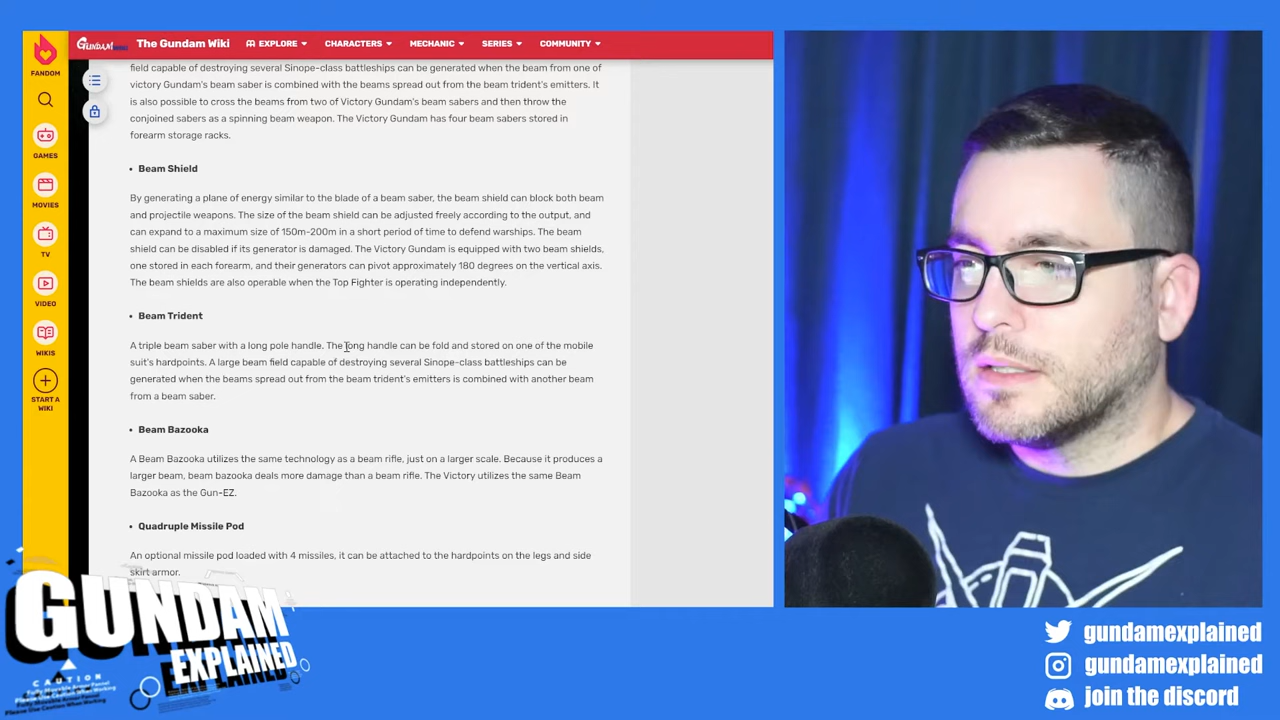 FANDOM
GAMES
MOVIES
TV
VIDEO
WIKIS
START A
WIKI
GUNDAM
The Gundam Wiki
EXPLORE
CHARACTERS
MECHANIC
SERIES
COMMUNITY
field capable of destroying several Sinope-class battleships can be generated when the beam from one of
victory Gundam's beam saber is combined with the beams spread out from the beam trident's emitters. It
is also possible to cross the beams from two of Victory Gundam's beam sabers and then throw the
conjoined sabers as a spinning beam weapon. The Victory Gundam has four beam sabers stored in
forearm storage racks.
• Beam Shield
By generating a plane of energy similar to the blade of a beam saber, the beam shield can block both beam
and projectile weapons. The size of the beam shield can be adjusted freely according to the output, and
can expand to a maximum size of 150m-200m in a short period of time to defend warships. The beam
shield can be disabled if its generator is damaged. The Victory Gundam is equipped with two beam shields,
one stored in each forearm, and their generators can pivot approximately 180 degrees on the vertical axis.
The beam shields are also operable when the Top Fighter is operating independently.
• Beam Trident
A triple beam saber with a long pole handle. The long handle can be fold and stored on one of the mobile
suit's hardpoints. A large beam field capable of destroying several Sinope-class battleships can be
generated when the beams spread out from the beam trident's emitters is combined with another beam
from a beam saber.
• Beam Bazooka
A Beam Bazooka utilizes the same technology as a beam rifle, just on a larger scale. Because it produces a
larger beam, beam bazooka deals more damage than a beam rifle. The Victory utilizes the same Beam
Bazooka as the Gun-EZ.
• Quadruple Missile Pod
An optional missile pod loaded with 4 missiles, it can be attached to the hardpoints on the legs and side
skirt armor.
GUNDAM
EXPLAINED
CAUTION
Fully Moveable Armor Funnel
Please Use Caution When Working
gundamexplained
gundamexplained
join the discord